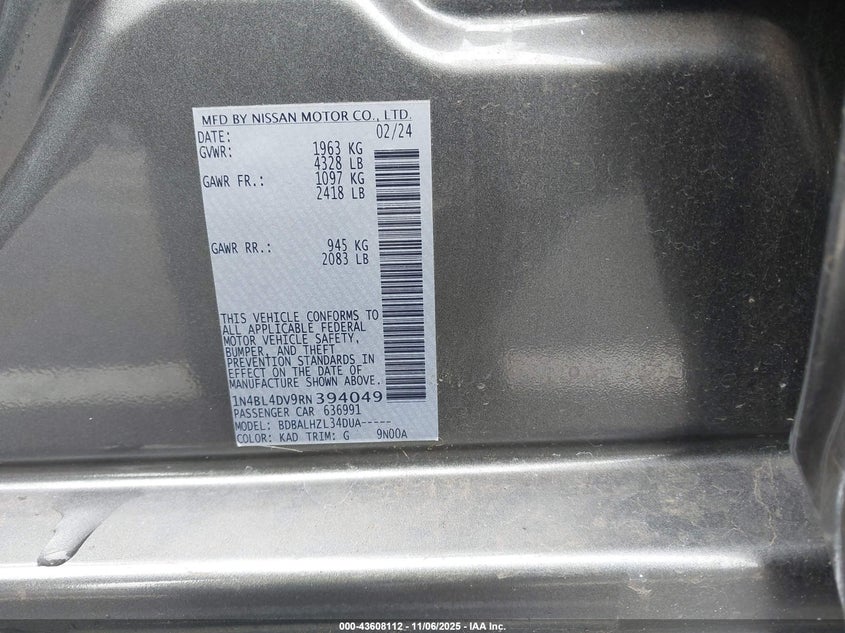 MFD BY NISSAN MOTOR CO., LTD.
DATE: 02/24
GVWR: 1963 KG
4328 LB
GAWR FR.: 1097 KG
2418 LB
GAWR RR.: 945 KG
2083 LB
THIS VEHICLE CONFORMS TO
ALL APPLICABLE FEDERAL
MOTOR VEHICLE SAFETY,
BUMPER, AND THEFT
PREVENTION STANDARDS IN
EFFECT ON THE DATE OF
MANUFACTURE SHOWN ABOVE.
1N4BL4DV9RN394049
PASSENGER CAR 636991
MODEL: BDBALHZL34DUA-----
COLOR: KAD TRIM: G 9N00A
000-43608112 - 11/06/2025 - IAA Inc.